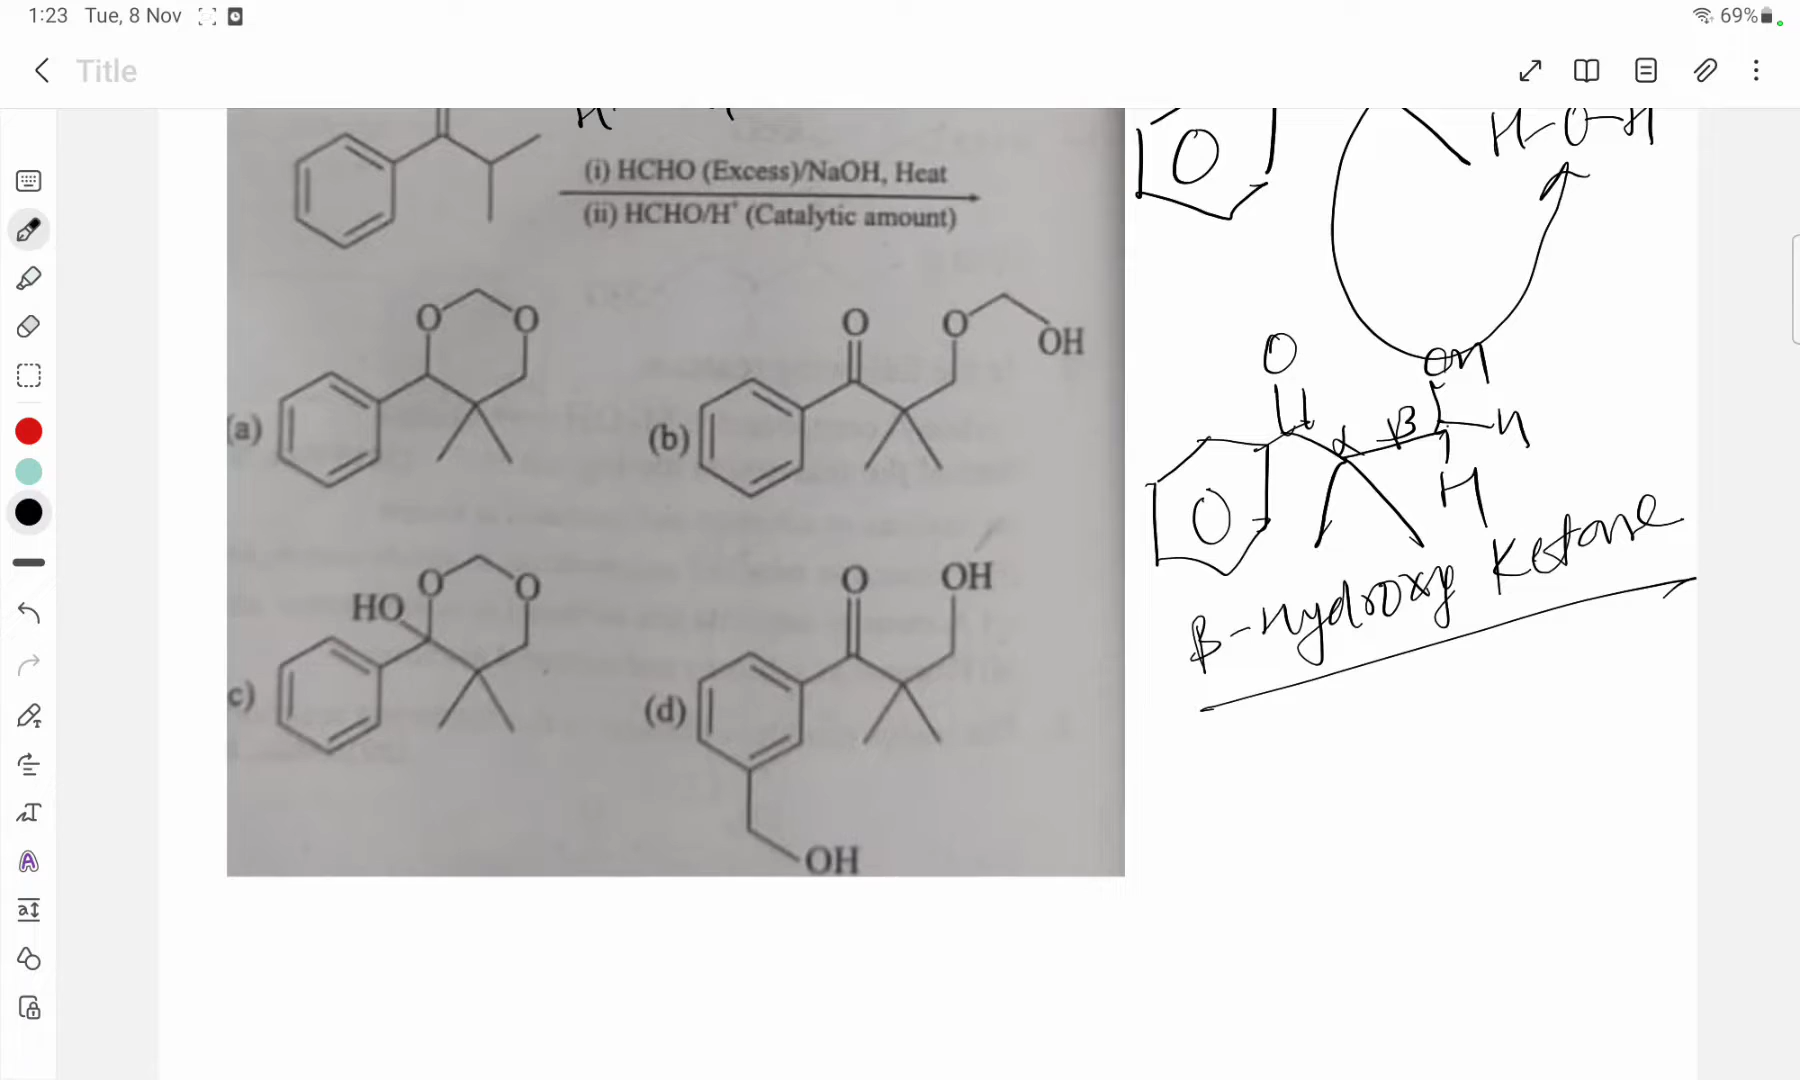 1:23 Tue, 8 Nov
69%
Title
(i) HCHO (Excess)/NaOH, Heat
(ii) HCHO/H⁺ (Catalytic amount)
H-O-H
O O
(a)
O O OH
(b)
O OH
α β H
H
β-Hydroxy Ketone
HO O O
c)
O OH
(d)
OH